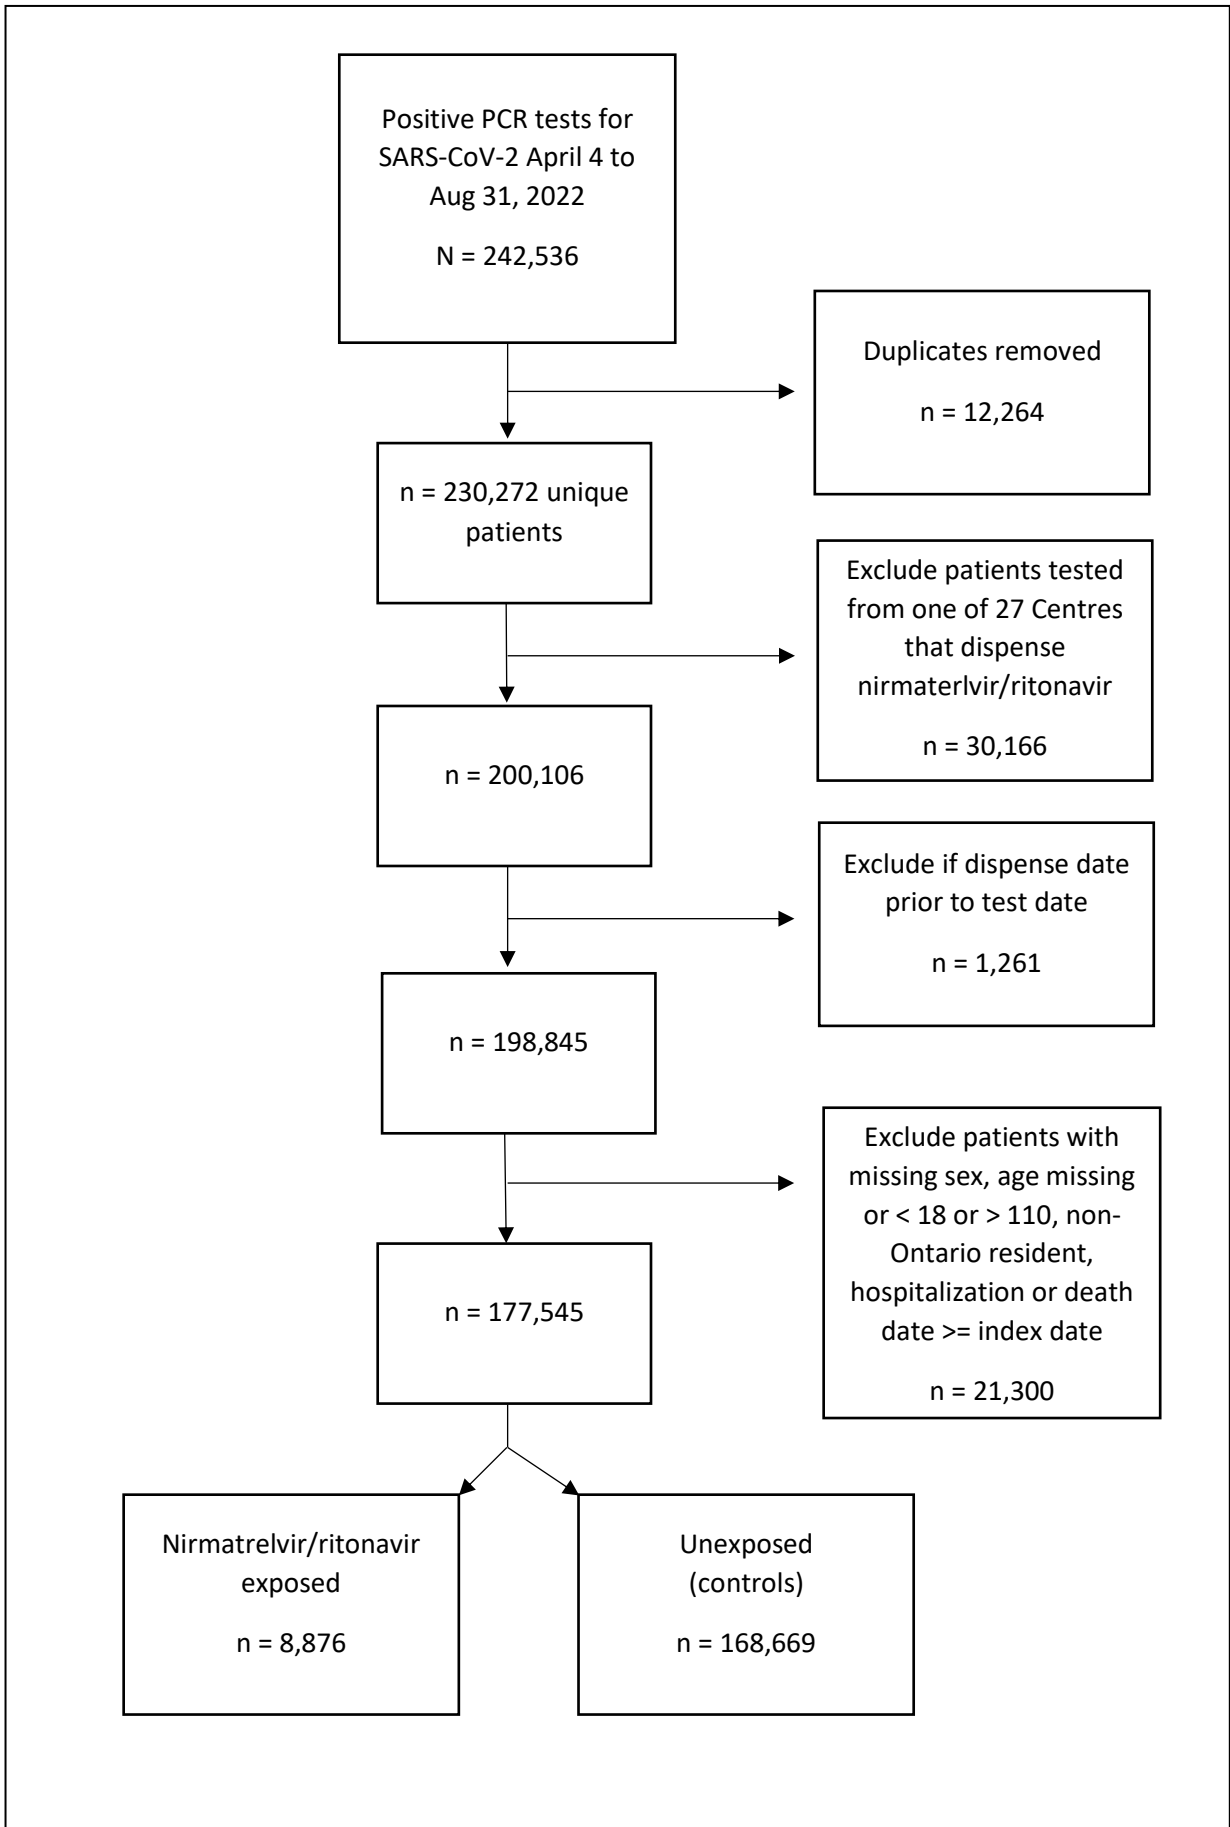 Positive PCR tests for
SARS-CoV-2 April 4 to
Aug 31, 2022
N = 242,536
Duplicates removed
n = 12,264
n = 230,272 unique
patients
Exclude patients tested
from one of 27 Centres
that dispense
nirmaterlvir/ritonavir
n = 30,166
n = 200,106
Exclude if dispense date
prior to test date
n = 1,261
n = 198,845
Exclude patients with
missing sex, age missing
or < 18 or > 110, non-
Ontario resident,
hospitalization or death
date >= index date
n = 21,300
n = 177,545
Nirmatrelvir/ritonavir
exposed
n = 8,876
Unexposed
(controls)
n = 168,669